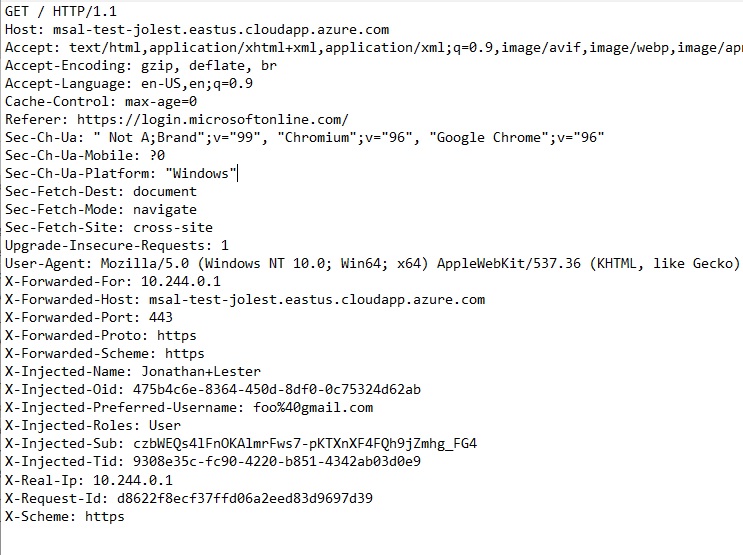 GET / HTTP/1.1
Host: msal-test-jolest.eastus.cloudapp.azure.com
Accept: text/html,application/xhtml+xml,application/xml;q=0.9,image/avif,image/webp,image/apn
Accept-Encoding: gzip, deflate, br
Accept-Language: en-US,en;q=0.9
Cache-Control: max-age=0
Referer: https://login.microsoftonline.com/
Sec-Ch-Ua: " Not A;Brand";v="99", "Chromium";v="96", "Google Chrome";v="96"
Sec-Ch-Ua-Mobile: ?0
Sec-Ch-Ua-Platform: "Windows"
Sec-Fetch-Dest: document
Sec-Fetch-Mode: navigate
Sec-Fetch-Site: cross-site
Upgrade-Insecure-Requests: 1
User-Agent: Mozilla/5.0 (Windows NT 10.0; Win64; x64) AppleWebKit/537.36 (KHTML, like Gecko)
X-Forwarded-For: 10.244.0.1
X-Forwarded-Host: msal-test-jolest.eastus.cloudapp.azure.com
X-Forwarded-Port: 443
X-Forwarded-Proto: https
X-Forwarded-Scheme: https
X-Injected-Name: Jonathan+Lester
X-Injected-Oid: 475b4c6e-8364-450d-8df0-0c75324d62ab
X-Injected-Preferred-Username: foo%40gmail.com
X-Injected-Roles: User
X-Injected-Sub: czbWEQs4lFnOKAlmrFws7-pKTXnXF4FQh9jZmhg_FG4
X-Injected-Tid: 9308e35c-fc90-4220-b851-4342ab03d0e9
X-Real-Ip: 10.244.0.1
X-Request-Id: d8622f8ecf37ffd06a2eed83d9697d39
X-Scheme: https